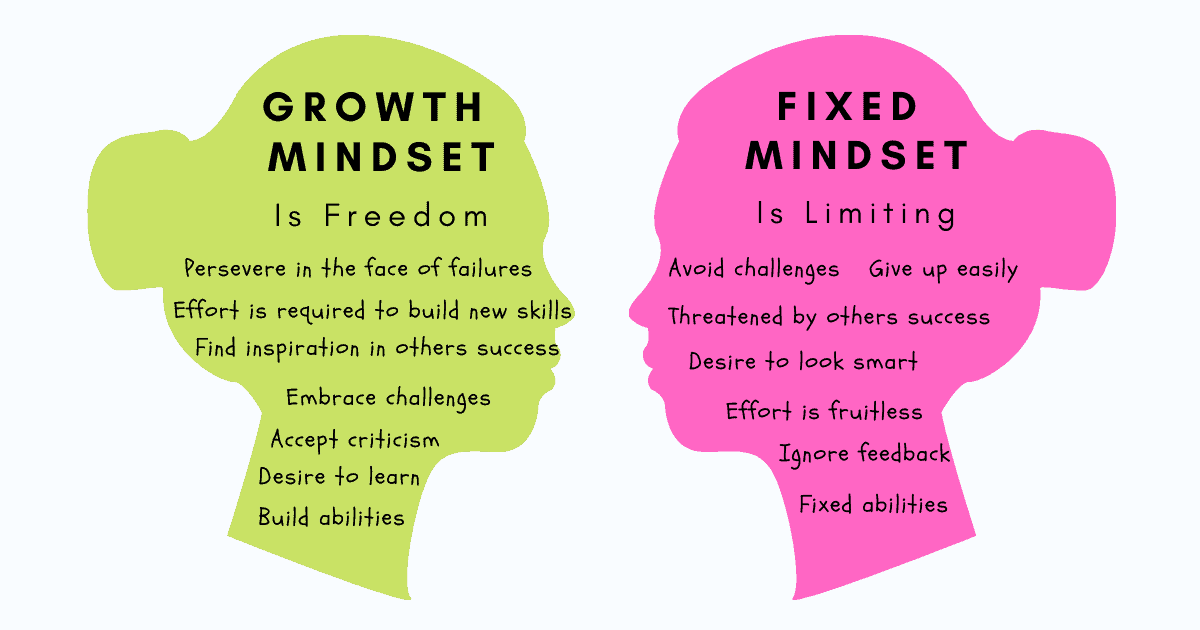 GROWTH
MINDSET
Is Freedom
Persevere in the face of failures
Effort is required to build new skills
Find inspiration in others success
Embrace challenges
Accept criticism
Desire to learn
Build abilities
FIXED
MINDSET
Is Limiting
Avoid challenges Give up easily
Threatened by others success
Desire to look smart
Effort is fruitless
Ignore feedback
Fixed abilities